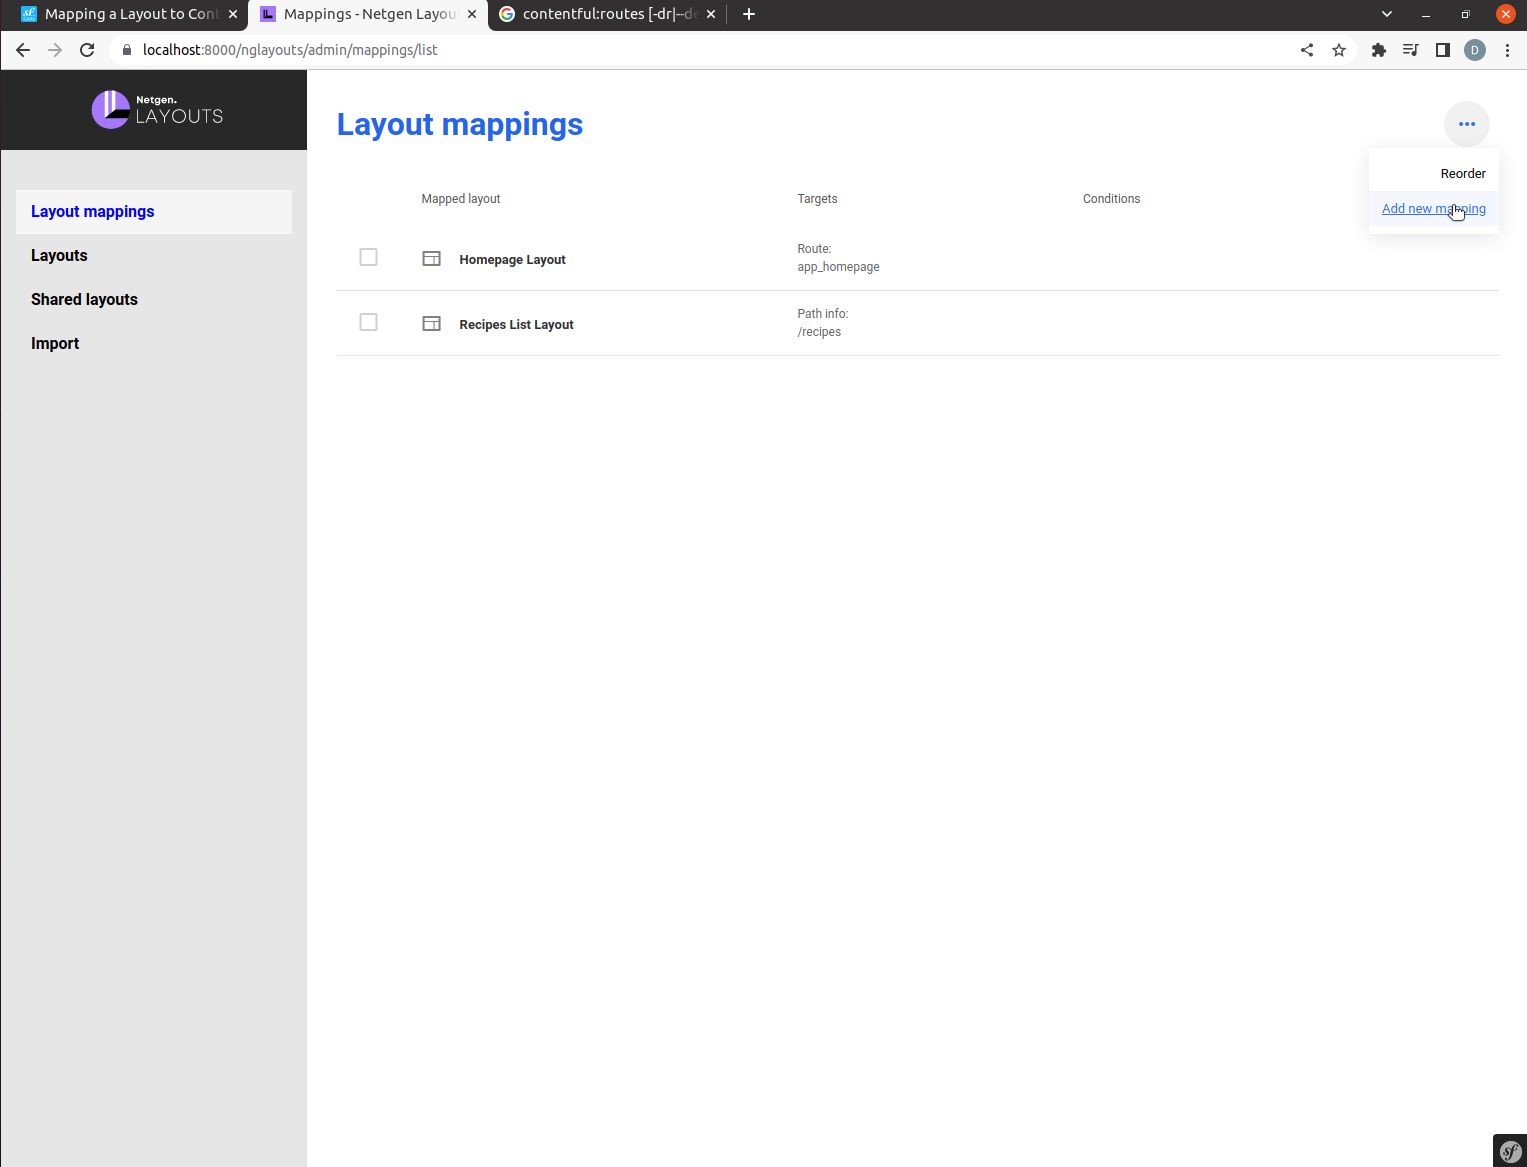 Mapping a Layout to Cont
Mappings - Netgen Layou
contentful:routes [-dr|--de
localhost:8000/nglayouts/admin/mappings/list
D
Netgen.
LAYOUTS
Layout mappings
Layouts
Shared layouts
Import
Layout mappings
Reorder
Add new mapping
Mapped layout
Targets
Conditions
Homepage Layout
Route:
app_homepage
Recipes List Layout
Path info:
/recipes
sf